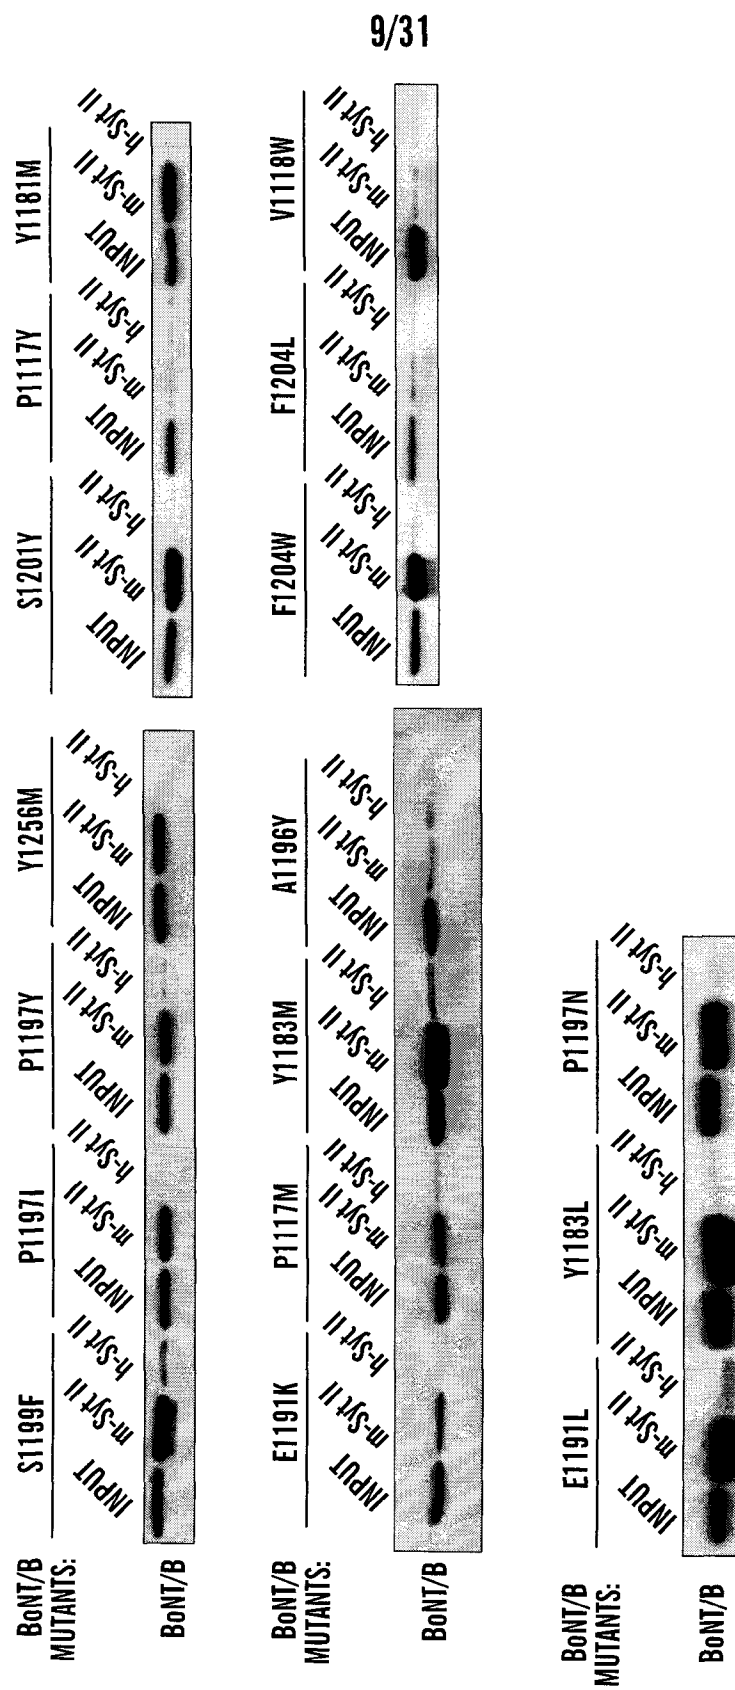 9/31
BoNT/B
MUTANTS:
S1199F
P1197I
P1197Y
Y1256M
S1201Y
P1117Y
Y1181M
INPUT m-Syt II h-Syt II INPUT m-Syt II h-Syt II INPUT m-Syt II h-Syt II INPUT m-Syt II h-Syt II INPUT m-Syt II h-Syt II INPUT m-Syt II h-Syt II INPUT m-Syt II h-Syt II
BoNT/B
BoNT/B
MUTANTS:
E1191K
P1117M
Y1183M
A1196Y
F1204W
F1204L
V1118W
INPUT m-Syt II h-Syt II INPUT m-Syt II h-Syt II INPUT m-Syt II h-Syt II INPUT m-Syt II h-Syt II INPUT m-Syt II h-Syt II INPUT m-Syt II h-Syt II INPUT m-Syt II h-Syt II
BoNT/B
BoNT/B
MUTANTS:
E1191L
Y1183L
P1197N
INPUT m-Syt II h-Syt II INPUT m-Syt II h-Syt II INPUT m-Syt II h-Syt II
BoNT/B